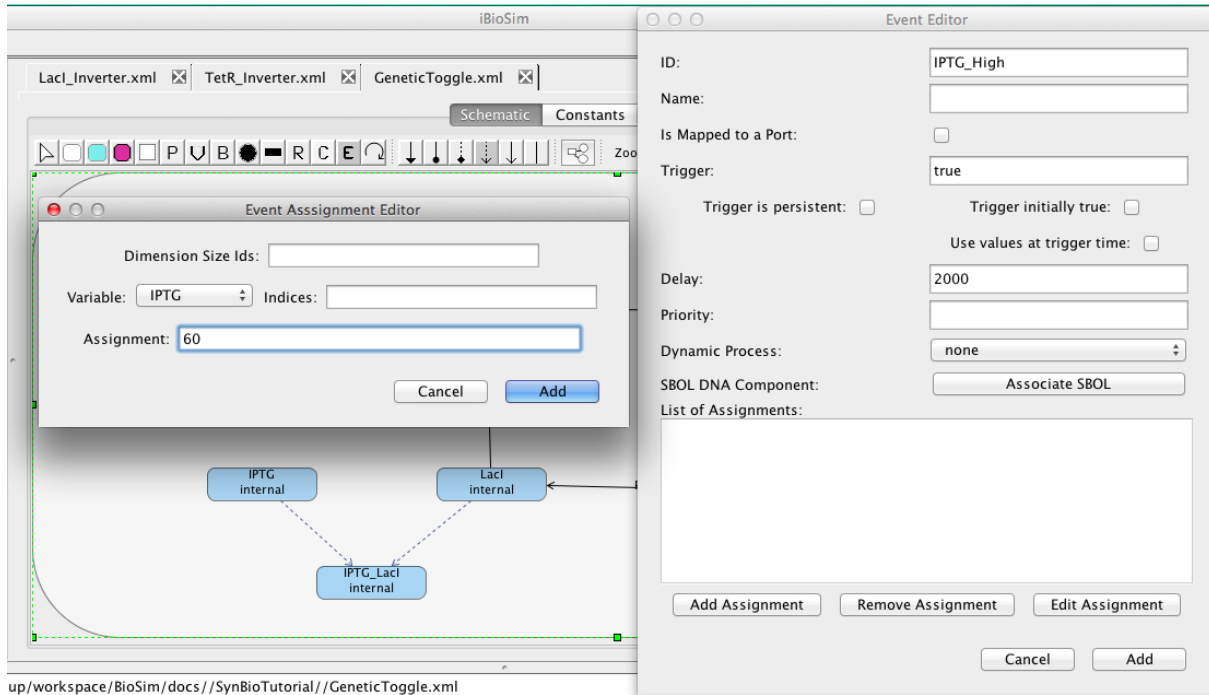 iBioSim
LacI_Inverter.xml TetR_Inverter.xml GeneticToggle.xml
Schematic Constants
P V B R C E Zoo
Event Asssignment Editor
Dimension Size Ids:
Variable: IPTG Indices:
Assignment: 60
Cancel Add
IPTG
internal
LacI
internal
IPTG_LacI
internal
up/workspace/BioSim/docs//SynBioTutorial//GeneticToggle.xml
Event Editor
ID: IPTG_High
Name:
Is Mapped to a Port:
Trigger: true
Trigger is persistent: Trigger initially true:
Use values at trigger time:
Delay: 2000
Priority:
Dynamic Process: none
SBOL DNA Component: Associate SBOL
List of Assignments:
Add Assignment Remove Assignment Edit Assignment
Cancel Add